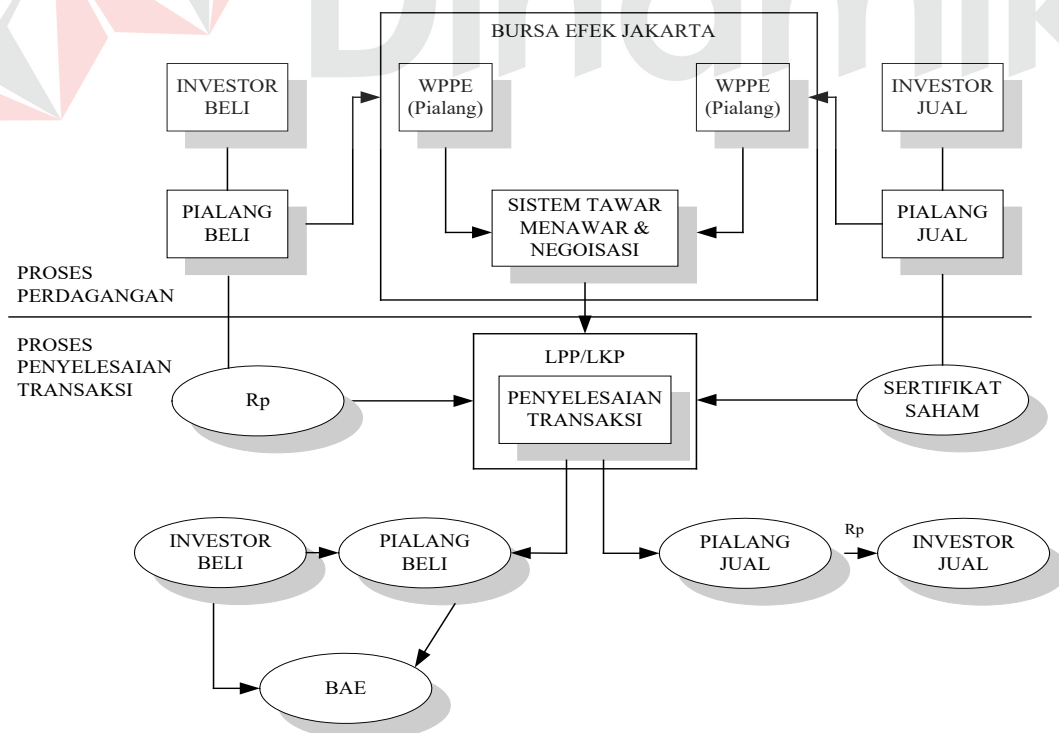 Dinamik
BURSA EFEK JAKARTA
INVESTOR
BELI
WPPE
(Pialang)
WPPE
(Pialang)
INVESTOR
JUAL
PIALANG
BELI
SISTEM TAWAR
MENAWAR &
NEGOISASI
PIALANG
JUAL
PROSES
PERDAGANGAN
PROSES
PENYELESAIAN
TRANSAKSI
LPP/LKP
Rp
PENYELESAIAN
TRANSAKSI
SERTIFIKAT
SAHAM
INVESTOR
BELI
PIALANG
BELI
PIALANG
JUAL
Rp
INVESTOR
JUAL
BAE